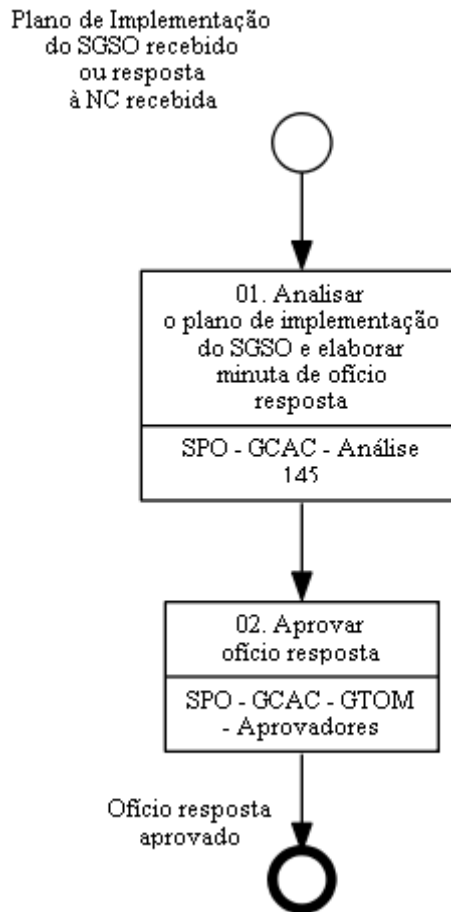 Plano de Implementação
do SGSO recebido
ou resposta
à NC recebida
01. Analisar
o plano de implementação
do SGSO e elaborar
minuta de ofício
resposta
SPO - GCAC - Análise
145
02. Aprovar
ofício resposta
SPO - GCAC - GTOM
- Aprovadores
Ofício resposta
aprovado